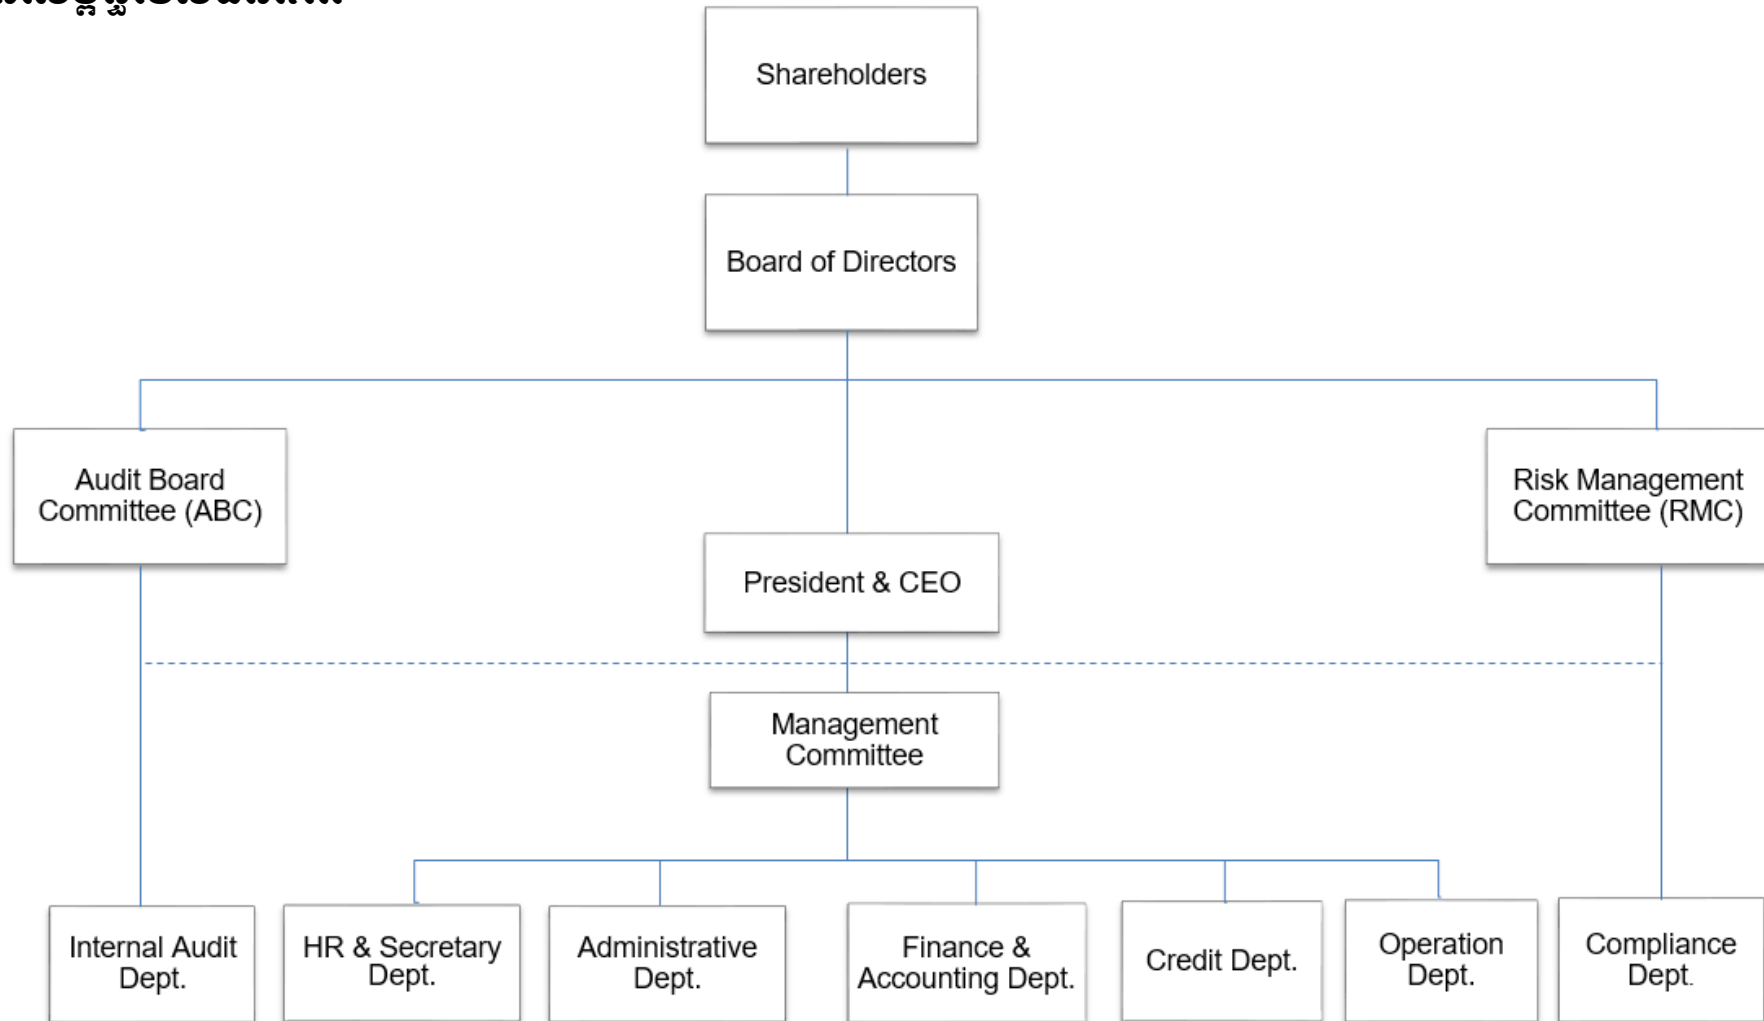 Shareholders
Board of Directors
Audit Board
Committee (ABC)
Risk Management
Committee (RMC)
President & CEO
Management
Committee
Internal Audit
Dept.
HR & Secretary
Dept.
Administrative
Dept.
Finance &
Accounting Dept.
Credit Dept.
Operation
Dept.
Compliance
Dept.